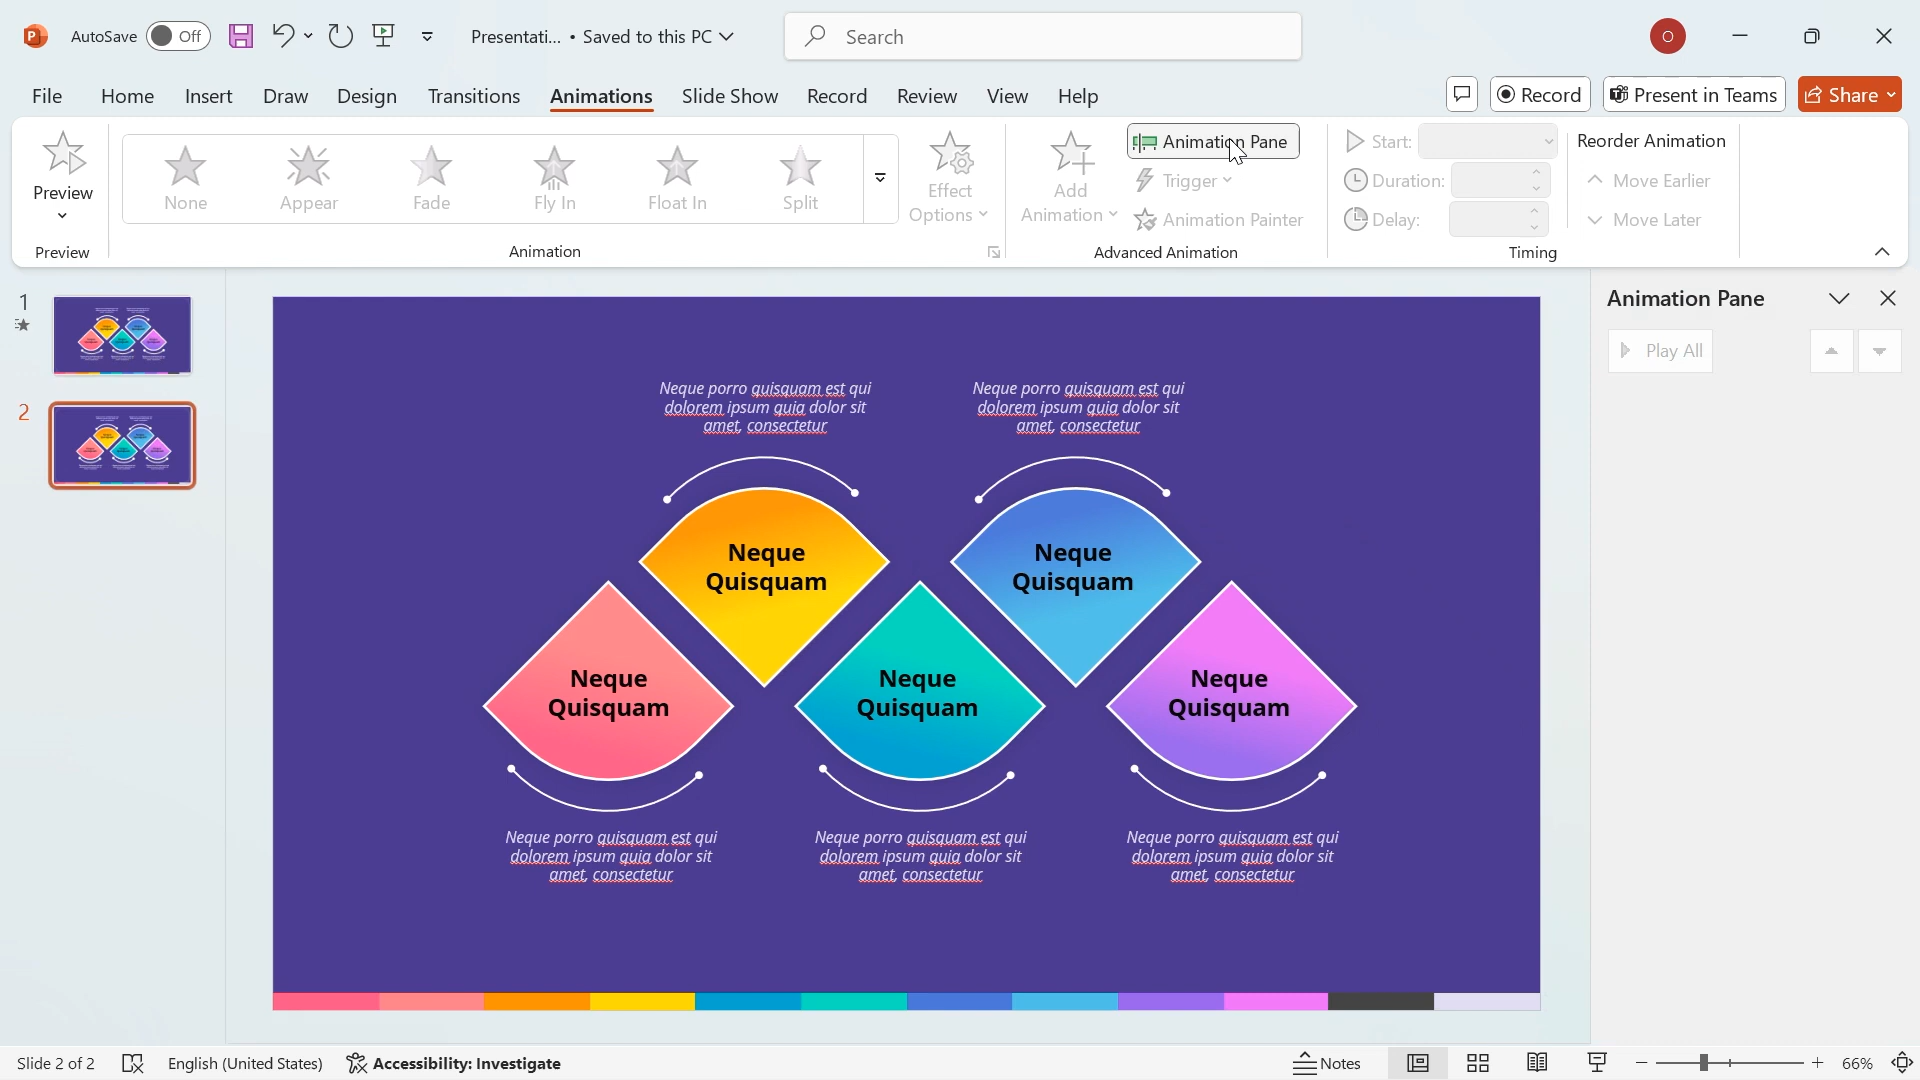 AutoSave Off Presentati... • Saved to this PC Search O
File Home Insert Draw Design Transitions Animations Slide Show Record Review View Help Record Present in Teams Share
Preview None Appear Fade Fly In Float In Split
Effect
Options
Add
Animation
Animation Pane
Trigger
Animation Painter
Start:
Duration:
Delay:
Reorder Animation
Move Earlier
Move Later
Preview Animation Advanced Animation Timing
1
2
Neque porro quisquam est qui
dolorem ipsum quia dolor sit
amet, consectetur
Neque porro quisquam est qui
dolorem ipsum quia dolor sit
amet, consectetur
Neque
Quisquam
Neque
Quisquam
Neque
Quisquam
Neque
Quisquam
Neque
Quisquam
Neque porro quisquam est qui
dolorem ipsum quia dolor sit
amet, consectetur
Neque porro quisquam est qui
dolorem ipsum quia dolor sit
amet, consectetur
Neque porro quisquam est qui
dolorem ipsum quia dolor sit
amet, consectetur
Animation Pane
Play All
Slide 2 of 2 English (United States) Accessibility: Investigate Notes 66%